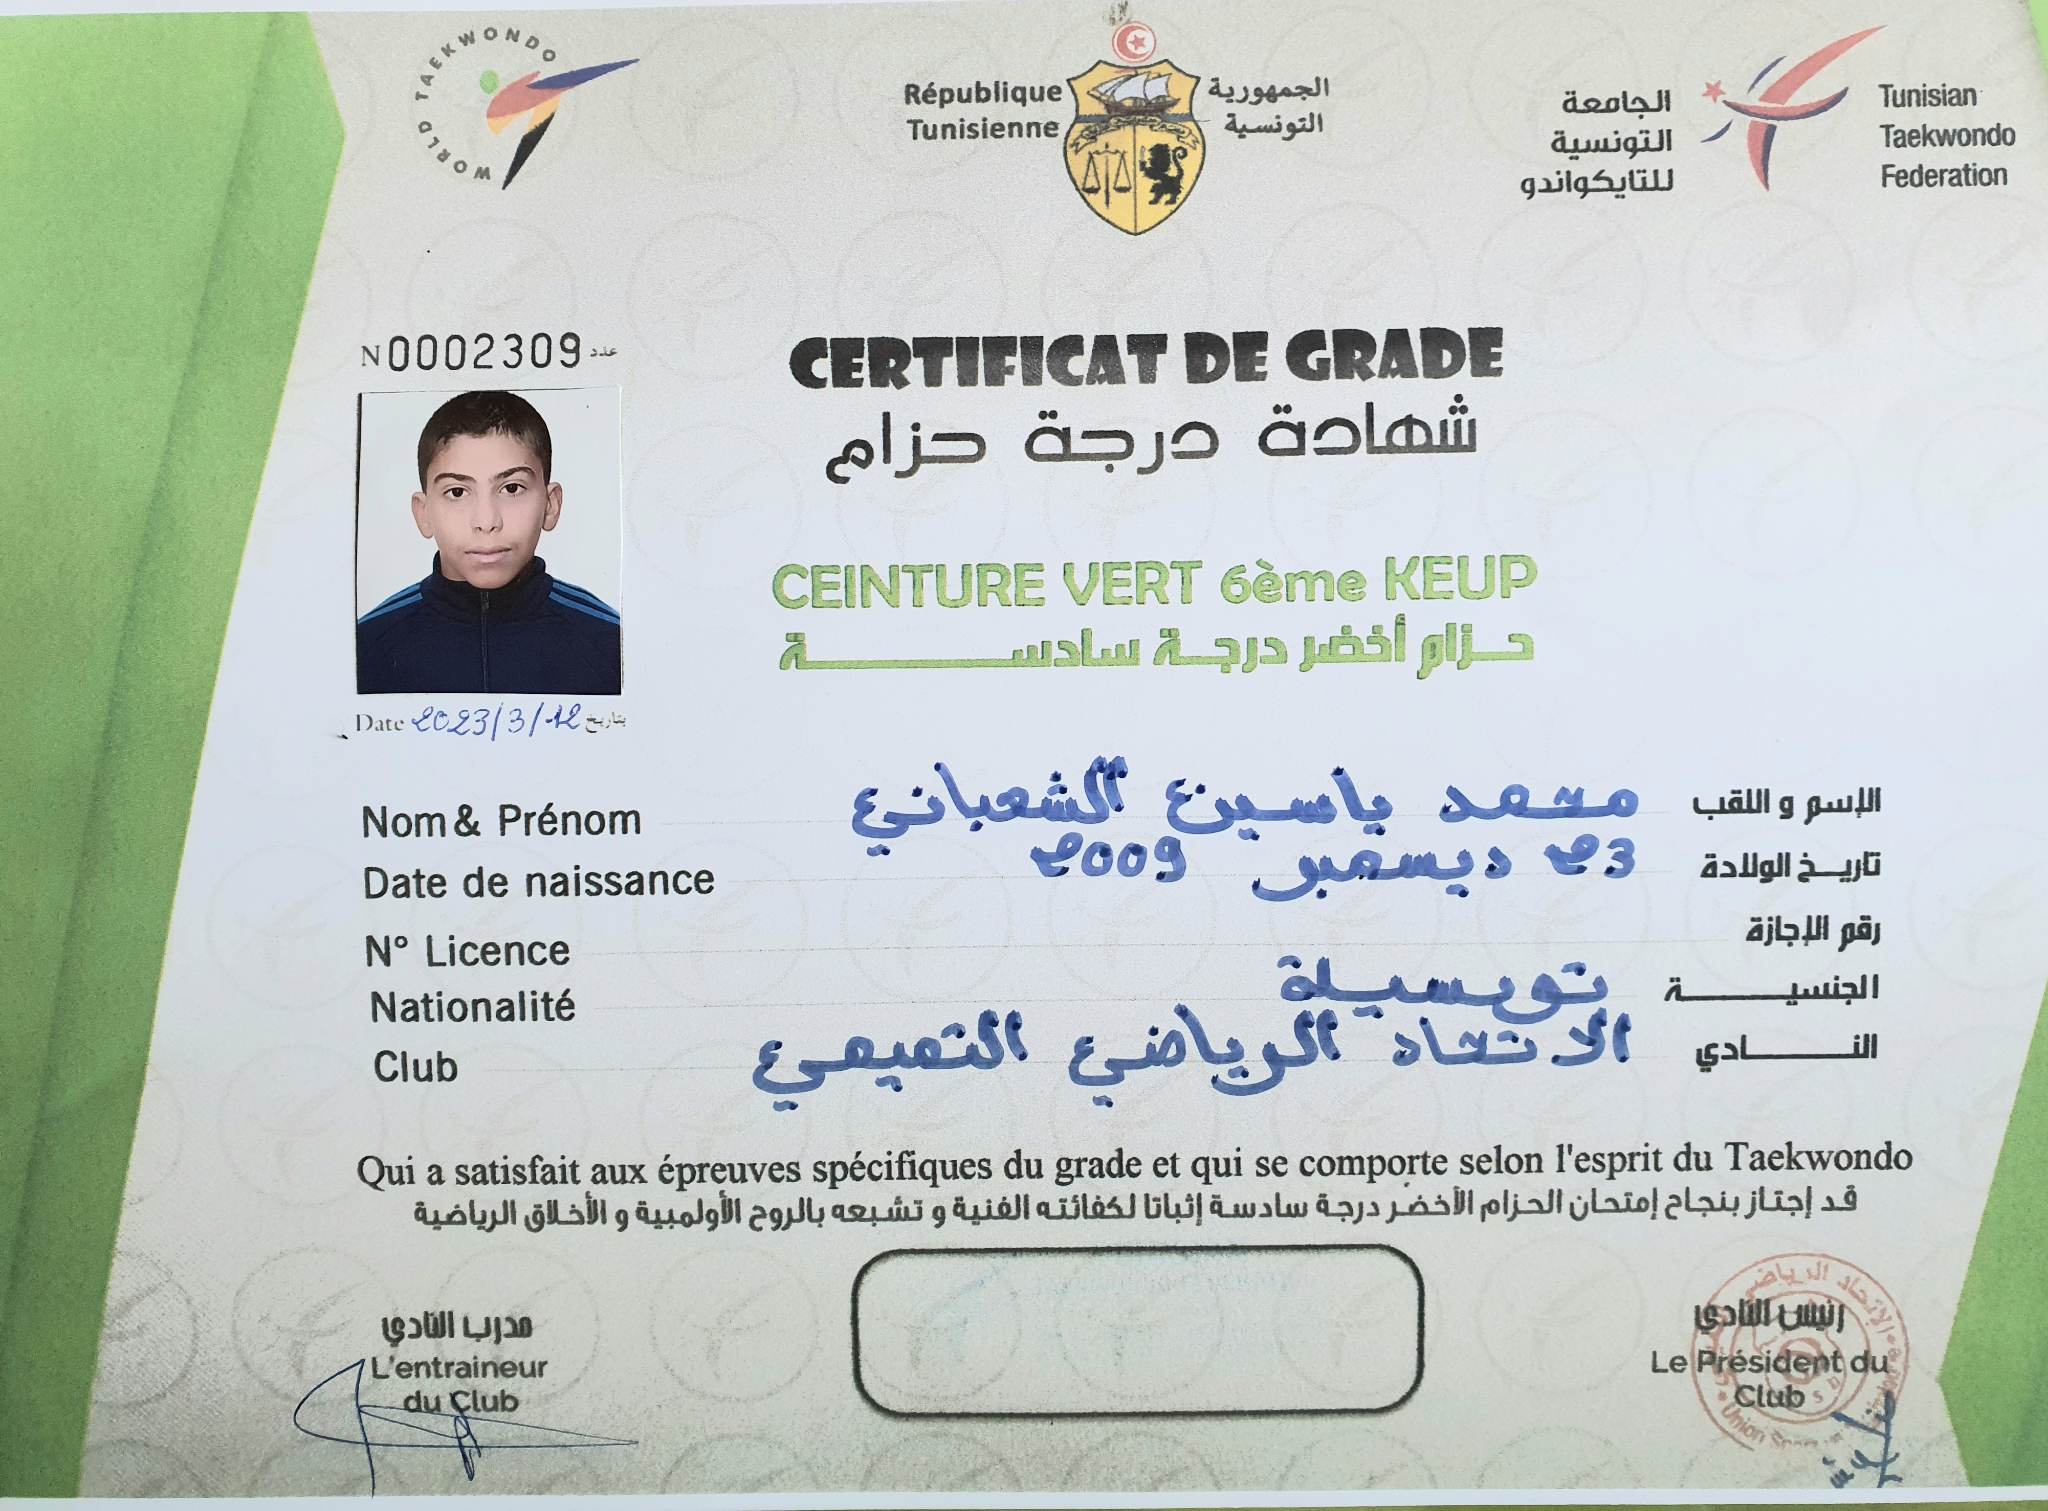 WORLD TAEKWONDO
République
Tunisienne
الجمهورية
التونسية
الجامعة
التونسية
للتايكواندو
Tunisian
Taekwondo
Federation
N 0002309 عدد
CERTIFICAT DE GRADE
شهادة درجة حزام
CEINTURE VERT 6ème KEUP
حزام أخضر درجة سادسة
Date 2023/3/12 بتاريخ
Nom & Prénom محمد ياسين الشعباني الإسم و اللقب
Date de naissance 23 ديسمبر 2009 تاريخ الولادة
N° Licence رقم الإجازة
Nationalité تونسية الجنسية
Club الاتحاد الرياضي النادي
Qui a satisfait aux épreuves spécifiques du grade et qui se comporte selon l'esprit du Taekwondo
قد إجتاز بنجاح إمتحان الحزام الأخضر درجة سادسة إثباتا لكفائته الفنية و تشبعه بالروح الأولمبية و الأخلاق الرياضية
مدرب النادي
L'entraineur
du Club
رئيس النادي
Le Président du
Club
الإتحاد الرياضي
Union